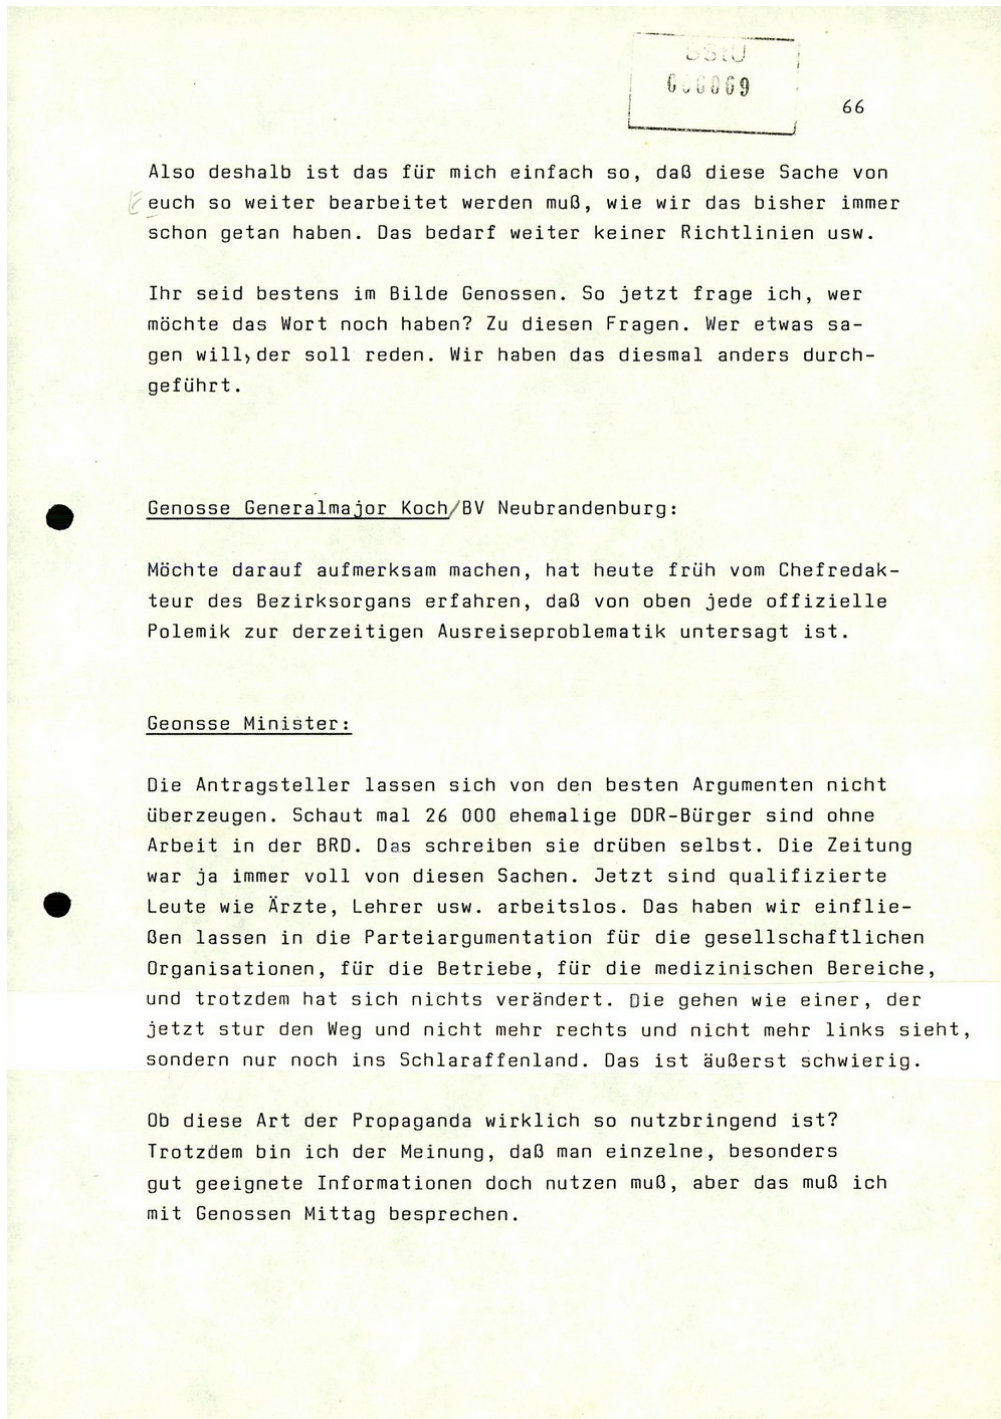 BStU
000069
66
Also deshalb ist das für mich einfach so, daß diese Sache von
euch so weiter bearbeitet werden muß, wie wir das bisher immer
schon getan haben. Das bedarf weiter keiner Richtlinien usw.
Ihr seid bestens im Bilde Genossen. So jetzt frage ich, wer
möchte das Wort noch haben? Zu diesen Fragen. Wer etwas sa-
gen will, der soll reden. Wir haben das diesmal anders durch-
geführt.
Genosse Generalmajor Koch/BV Neubrandenburg:
Möchte darauf aufmerksam machen, hat heute früh vom Chefredak-
teur des Bezirksorgans erfahren, daß von oben jede offizielle
Polemik zur derzeitigen Ausreiseproblematik untersagt ist.
Geonsse Minister:
Die Antragsteller lassen sich von den besten Argumenten nicht
überzeugen. Schaut mal 26 000 ehemalige DDR-Bürger sind ohne
Arbeit in der BRD. Das schreiben sie drüben selbst. Die Zeitung
war ja immer voll von diesen Sachen. Jetzt sind qualifizierte
Leute wie Ärzte, Lehrer usw. arbeitslos. Das haben wir einflie-
ßen lassen in die Parteiargumentation für die gesellschaftlichen
Organisationen, für die Betriebe, für die medizinischen Bereiche,
und trotzdem hat sich nichts verändert. Die gehen wie einer, der
jetzt stur den Weg und nicht mehr rechts und nicht mehr links sieht,
sondern nur noch ins Schlaraffenland. Das ist äußerst schwierig.
Ob diese Art der Propaganda wirklich so nutzbringend ist?
Trotzdem bin ich der Meinung, daß man einzelne, besonders
gut geeignete Informationen doch nutzen muß, aber das muß ich
mit Genossen Mittag besprechen.